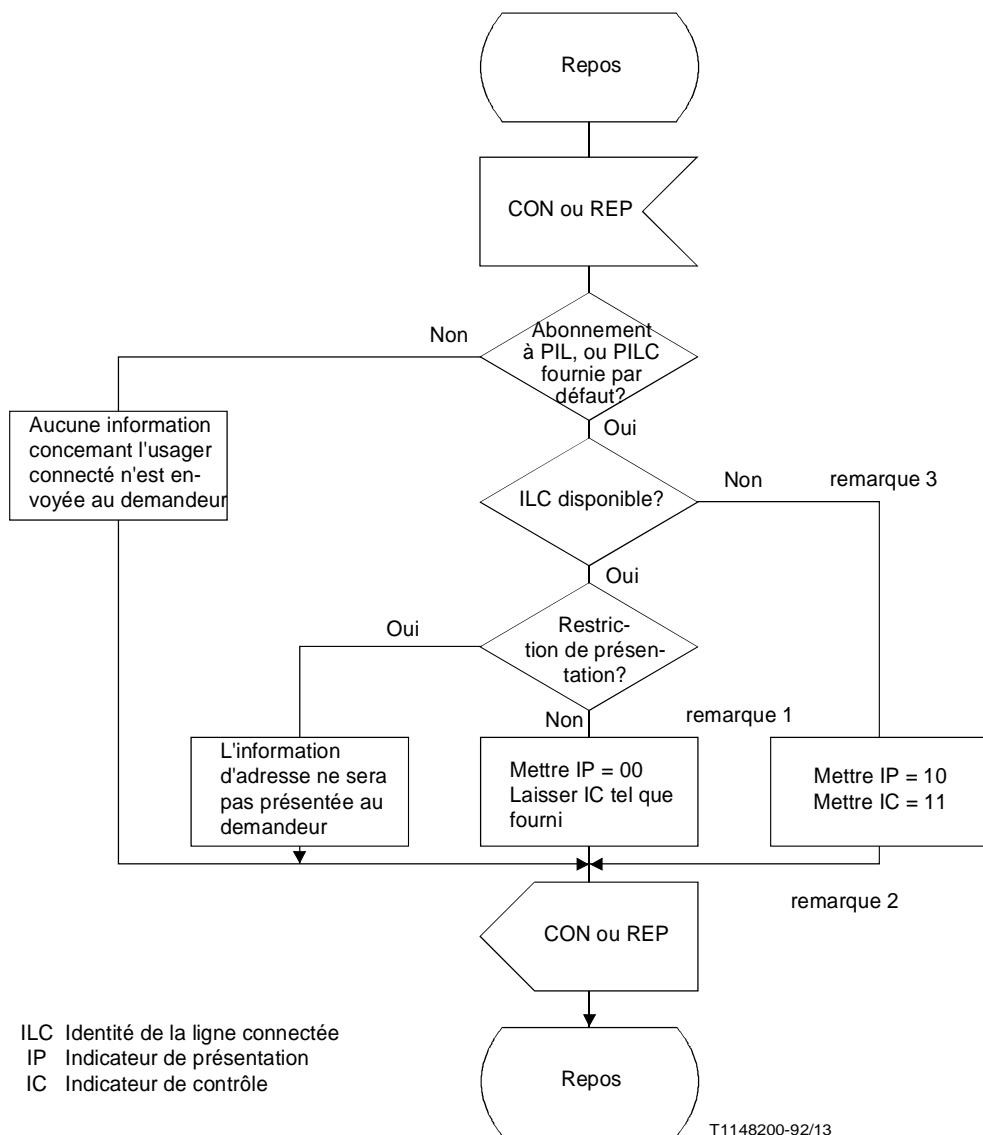 Repos
CON ou REP
Non
Abonnement
à PIL, ou PILC
fournie par
défaut?
Oui
Aucune information
concemant l'usager
connecté n'est en-
voyée au demandeur
ILC disponible?
Non
remarque 3
Oui
Oui
Restric-
tion de présen-
tation?
Non
remarque 1
L'information
d'adresse ne sera
pas présentée au
demandeur
Mettre IP = 00
Laisser IC tel que
fourni
Mettre IP = 10
Mettre IC = 11
remarque 2
CON ou REP
ILC Identité de la ligne connectée
IP Indicateur de présentation
IC Indicateur de contrôle
Repos
T1148200-92/13